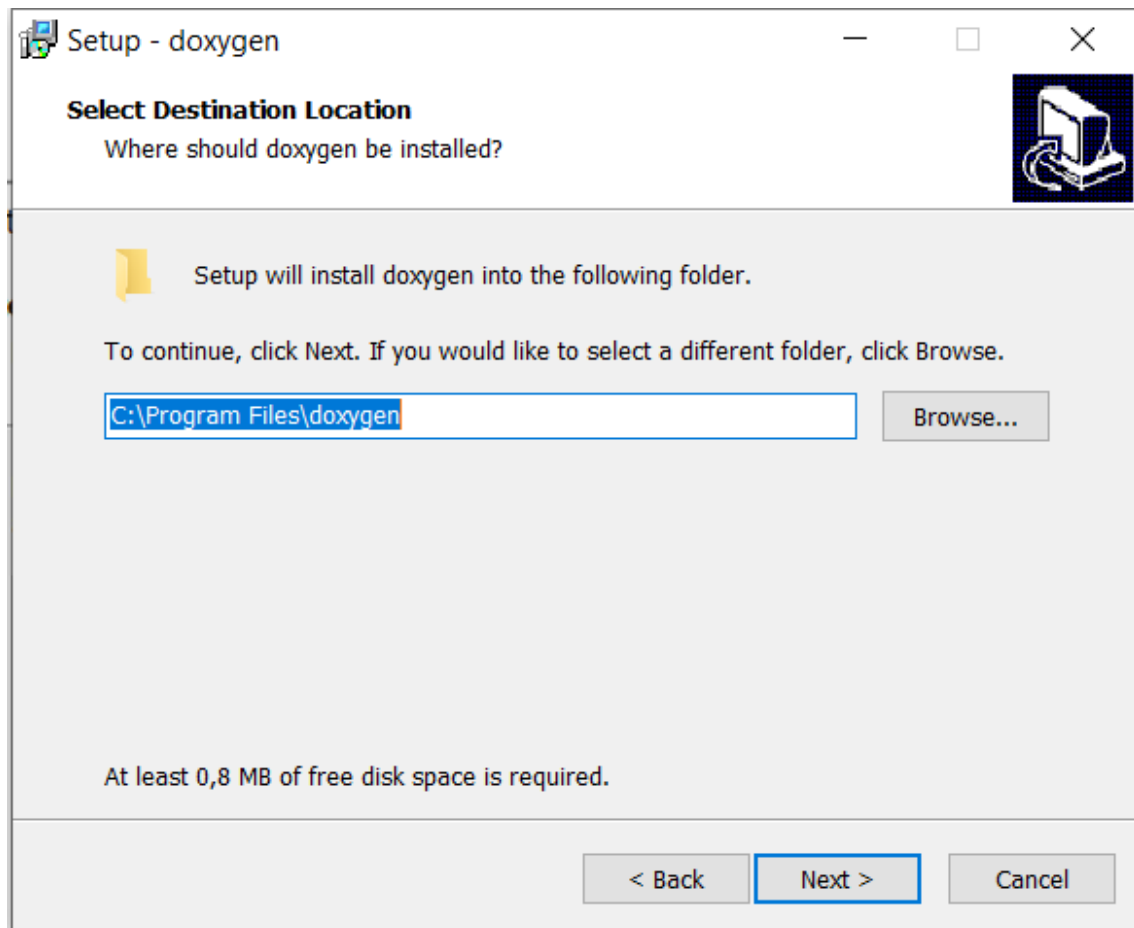 Setup - doxygen
Select Destination Location
Where should doxygen be installed?
Setup will install doxygen into the following folder.
To continue, click Next. If you would like to select a different folder, click Browse.
C:\Program Files\doxygen
Browse...
At least 0,8 MB of free disk space is required.
< Back
Next >
Cancel